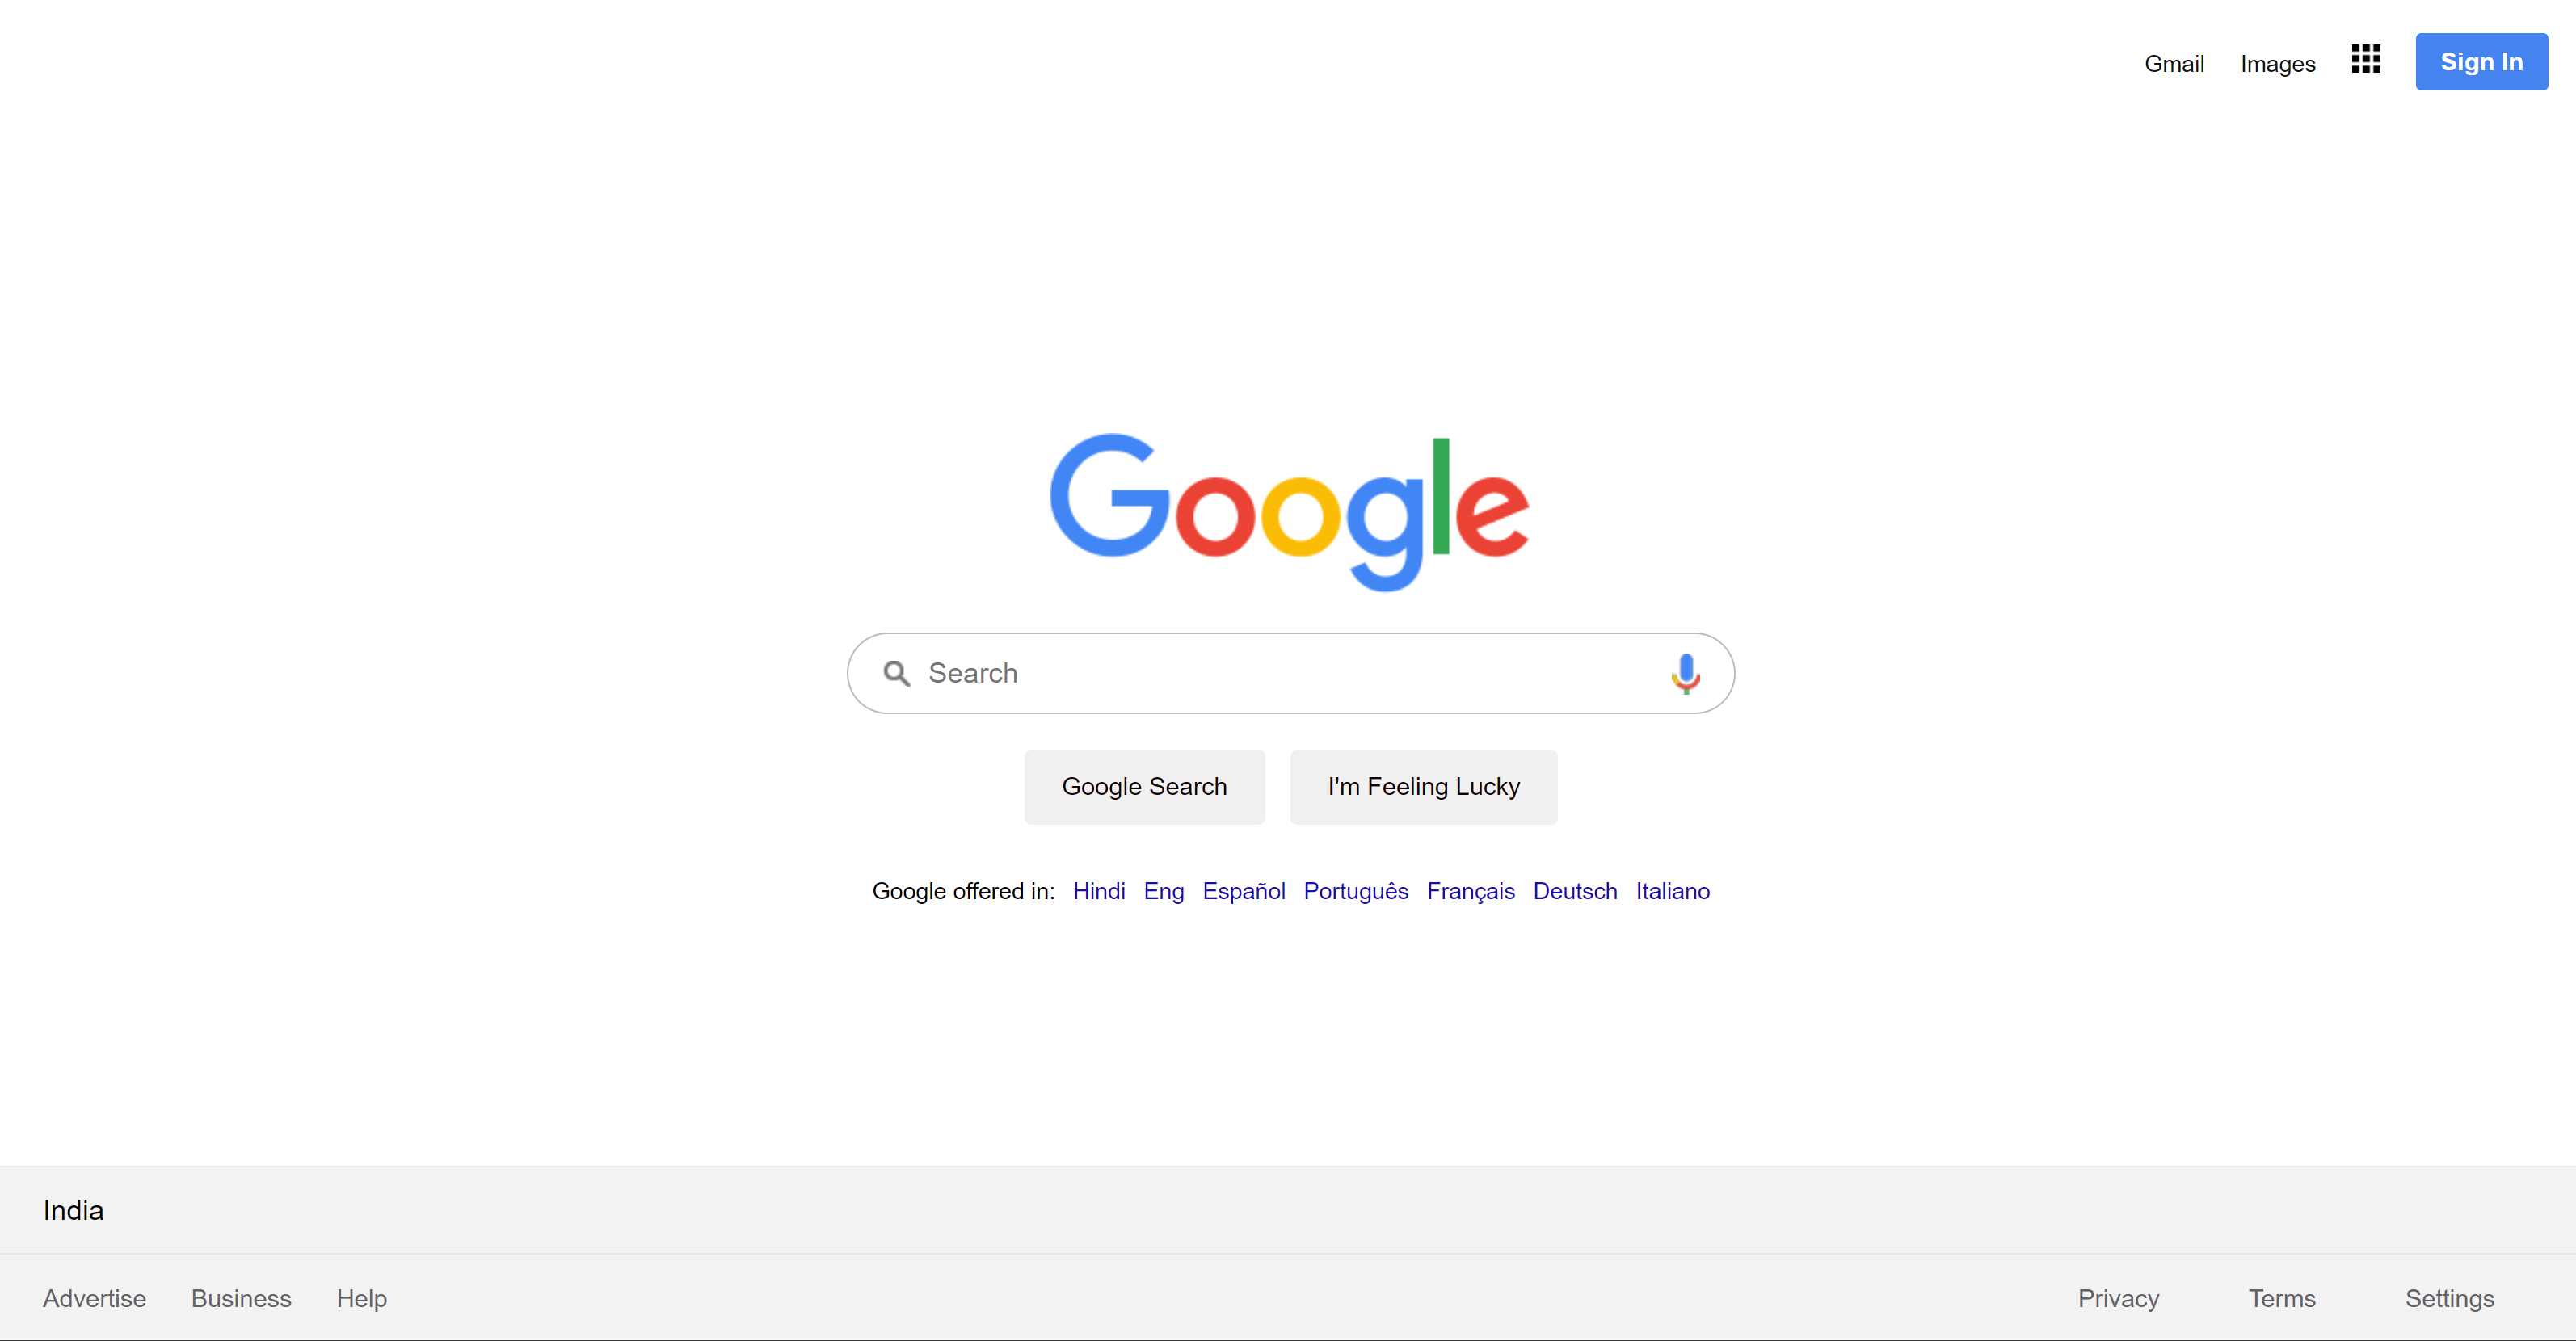 Gmail Images Sign In
Google
Search
Google Search I'm Feeling Lucky
Google offered in: Hindi Eng Español Português Français Deutsch Italiano
India
Advertise Business Help Privacy Terms Settings